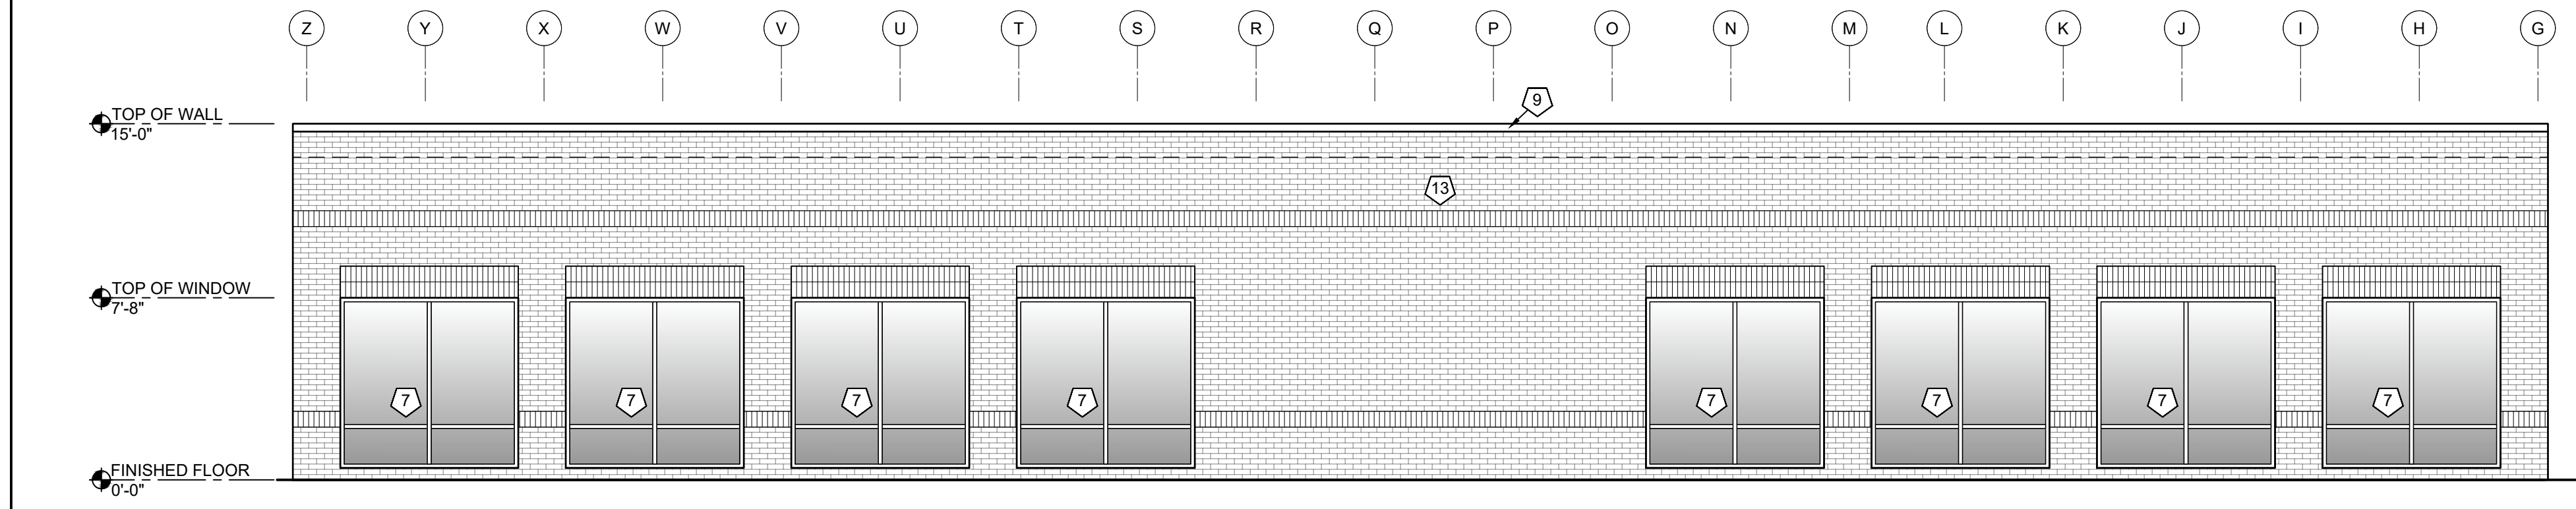 Z Y X W V U T S R Q P O N M L K J I H G
9
TOP OF WALL
15'-0"
13
TOP OF WINDOW
7'-8"
7 7 7 7 7 7 7 7
FINISHED FLOOR
0'-0"